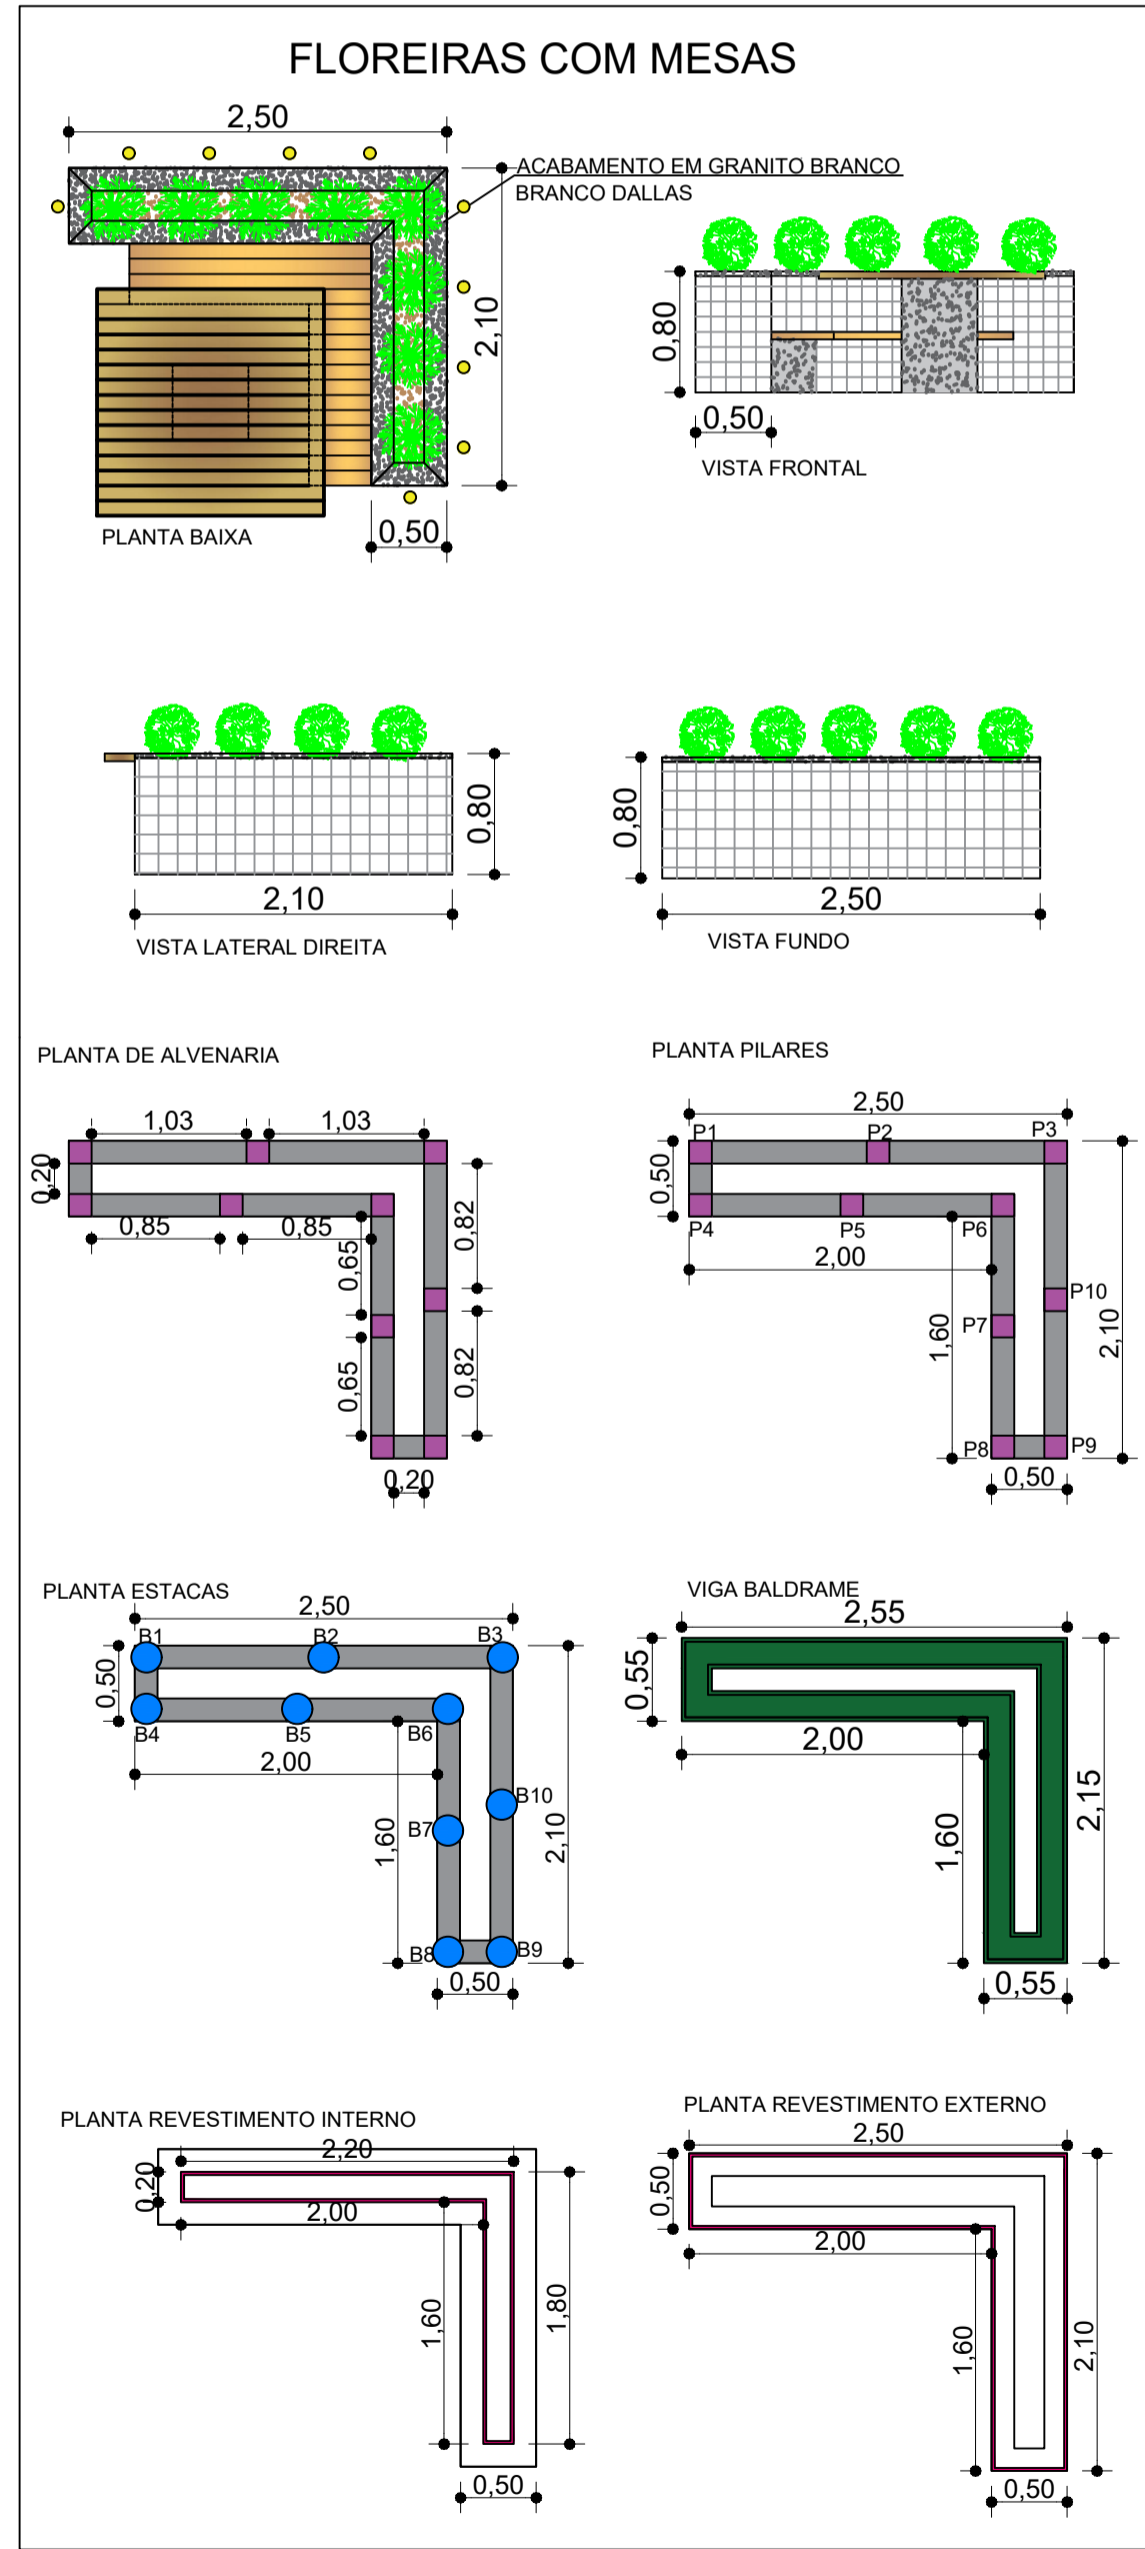 FLOREIRAS COM MESAS
2,50
ACABAMENTO EM GRANITO BRANCO
BRANCO DALLAS
2,10
0,50
PLANTA BAIXA
0,80
0,50
VISTA FRONTAL
0,80
2,10
VISTA LATERAL DIREITA
0,80
2,50
VISTA FUNDO
PLANTA DE ALVENARIA
1,03
1,03
0,20
0,85
0,85
0,82
0,65
0,65
0,82
0,20
PLANTA PILARES
2,50
P1
P2
P3
0,50
P4
P5
P6
2,00
P10
P7
1,60
2,10
P8
P9
0,50
PLANTA ESTACAS
2,50
B1
B2
B3
0,50
B4
B5
B6
2,00
B10
B7
1,60
2,10
B8
B9
0,50
VIGA BALDRAME
2,55
0,55
2,00
2,15
1,60
0,55
PLANTA REVESTIMENTO INTERNO
2,20
0,20
2,00
1,60
1,80
0,50
PLANTA REVESTIMENTO EXTERNO
2,50
0,50
2,00
1,60
2,10
0,50